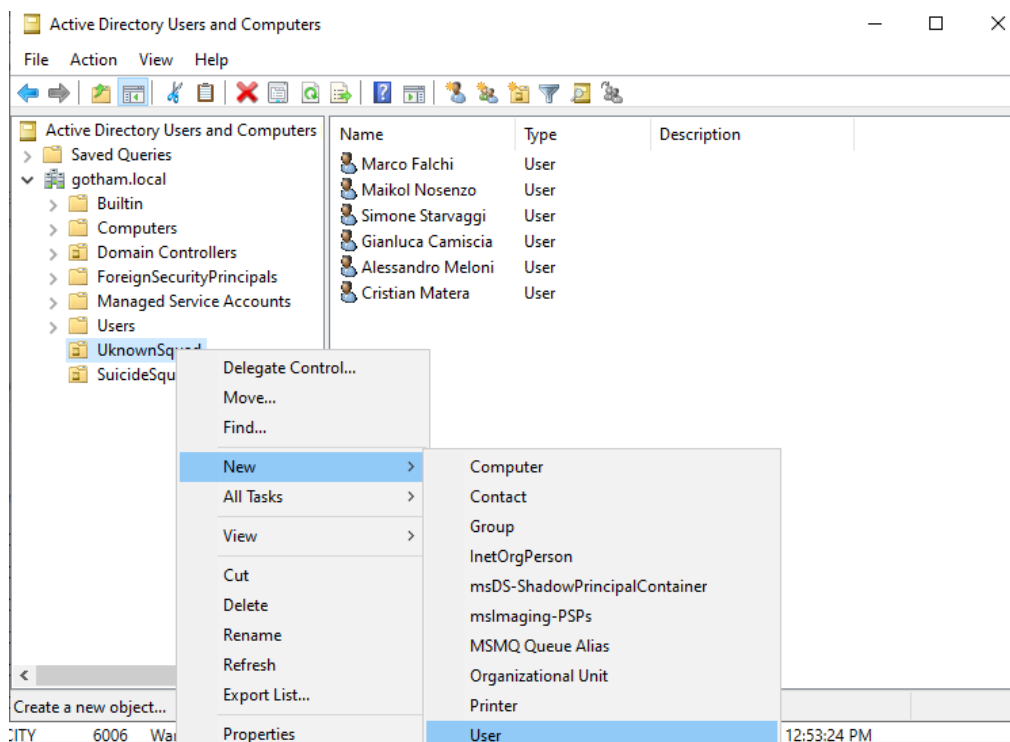 Active Directory Users and Computers
File Action View Help
Active Directory Users and Computers
Saved Queries
gotham.local
Builtin
Computers
Domain Controllers
ForeignSecurityPrincipals
Managed Service Accounts
Users
UknownSquad
SuicideSqu
Name Type Description
Marco Falchi User
Maikol Nosenzo User
Simone Starvaggi User
Gianluca Camiscia User
Alessandro Meloni User
Cristian Matera User
Delegate Control...
Move...
Find...
New
All Tasks
View
Cut
Delete
Rename
Refresh
Export List...
Properties
Computer
Contact
Group
InetOrgPerson
msDS-ShadowPrincipalContainer
msImaging-PSPs
MSMQ Queue Alias
Organizational Unit
Printer
User
Create a new object...
CITY 6006 Wa 12:53:24 PM